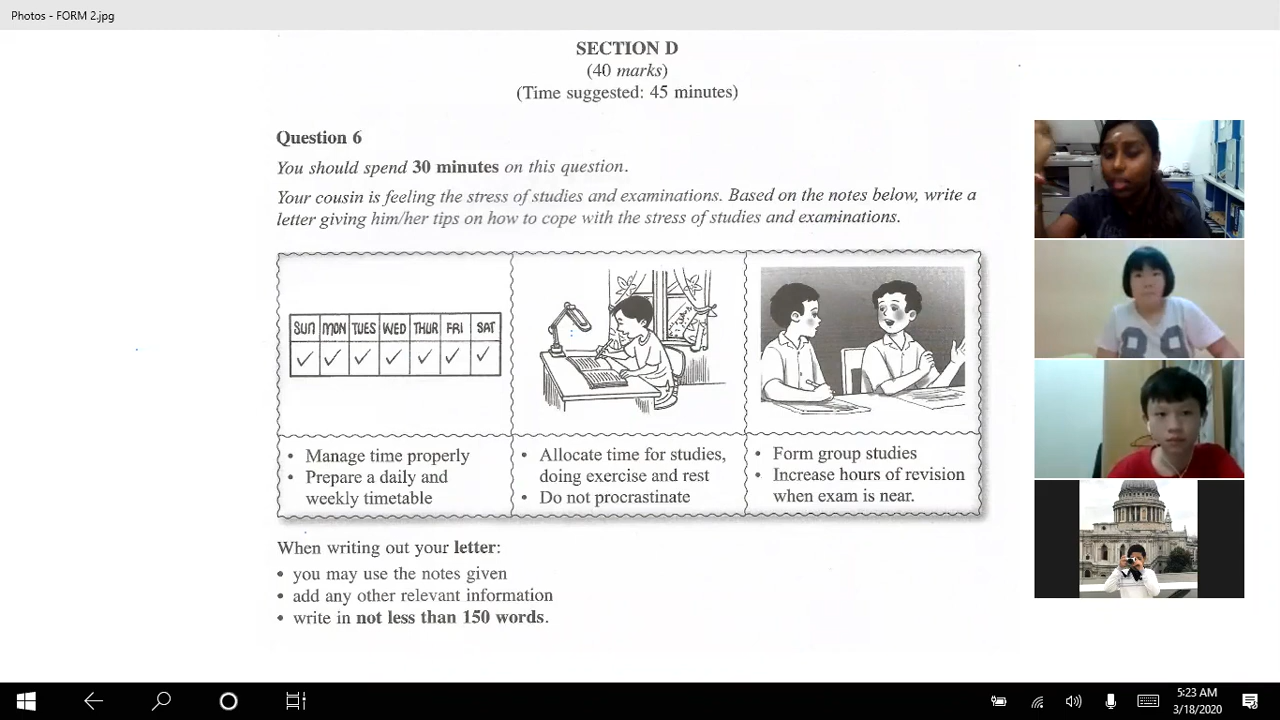 Photos - FORM 2.jpg
SECTION D
(40 marks)
(Time suggested: 45 minutes)
Question 6
You should spend 30 minutes on this question.
Your cousin is feeling the stress of studies and examinations. Based on the notes below, write a
letter giving him/her tips on how to cope with the stress of studies and examinations.
SUN MON TUES WED THUR FRI SAT
• Manage time properly
• Prepare a daily and
weekly timetable
• Allocate time for studies,
doing exercise and rest
• Do not procrastinate
• Form group studies
• Increase hours of revision
when exam is near.
When writing out your letter:
• you may use the notes given
• add any other relevant information
• write in not less than 150 words.
5:23 AM
3/18/2020